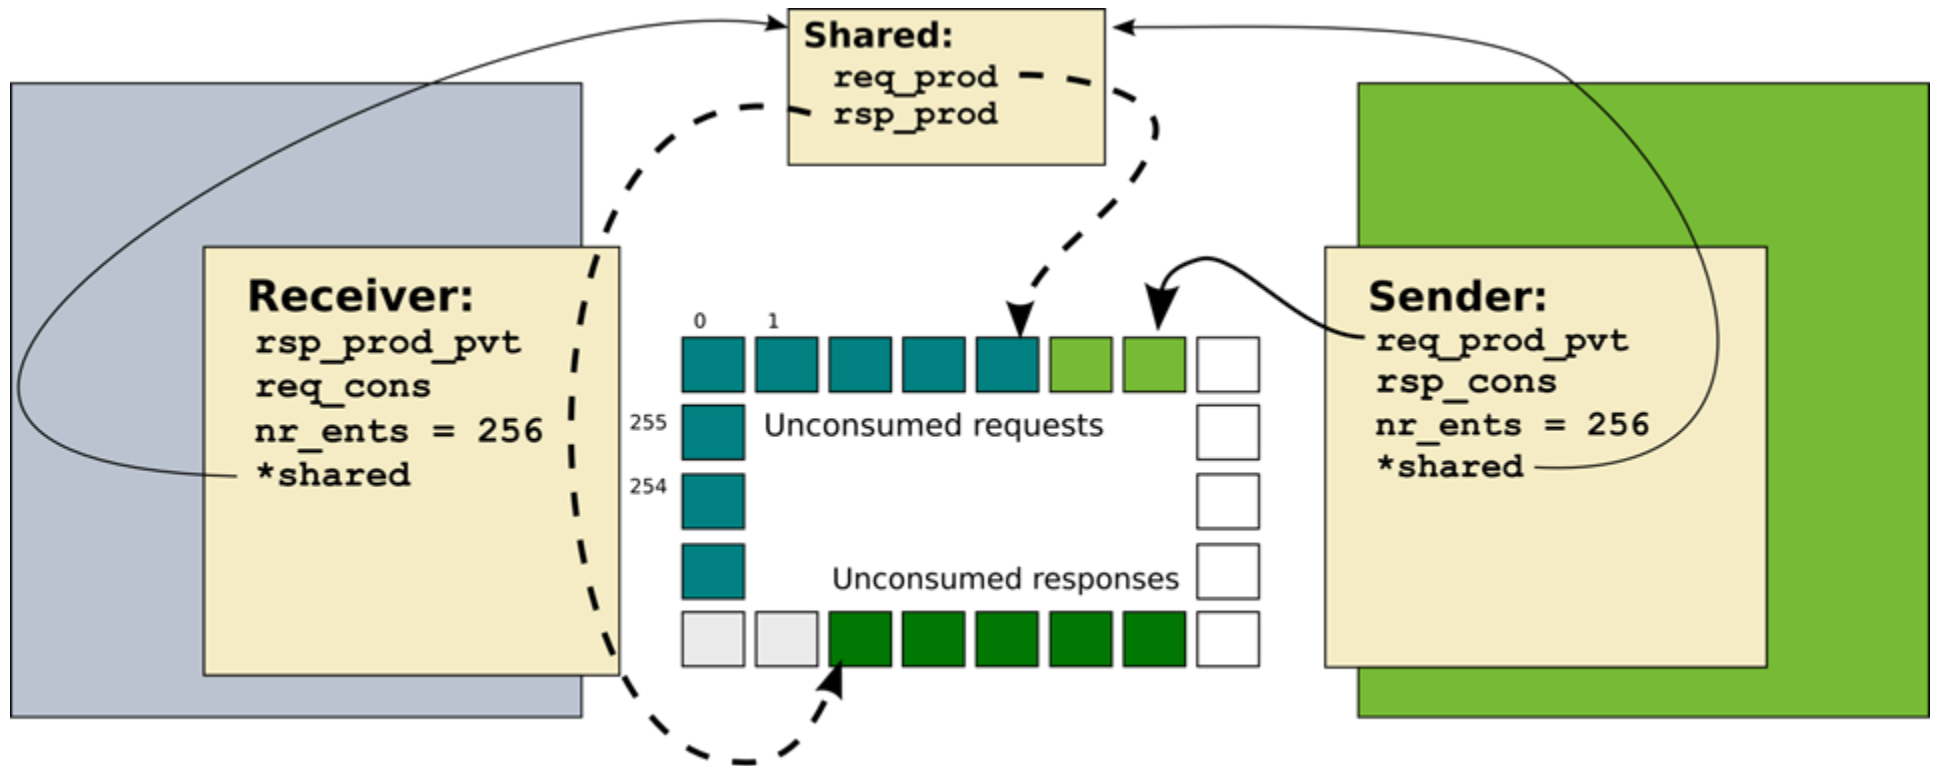 Shared:
req_prod
rsp_prod
Receiver:
rsp_prod_pvt
req_cons
nr_ents = 256
*shared
0 1
255
254
Unconsumed requests
Unconsumed responses
Sender:
req_prod_pvt
rsp_cons
nr_ents = 256
*shared